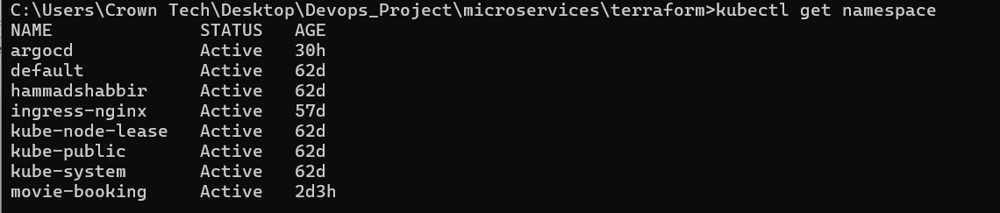 C:\Users\Crown Tech\Desktop\Devops_Project\microservices\terraform>kubectl get namespace
NAME              STATUS   AGE
argocd            Active   30h
default           Active   62d
hammadshabbir     Active   62d
ingress-nginx     Active   57d
kube-node-lease   Active   62d
kube-public       Active   62d
kube-system       Active   62d
movie-booking     Active   2d3h